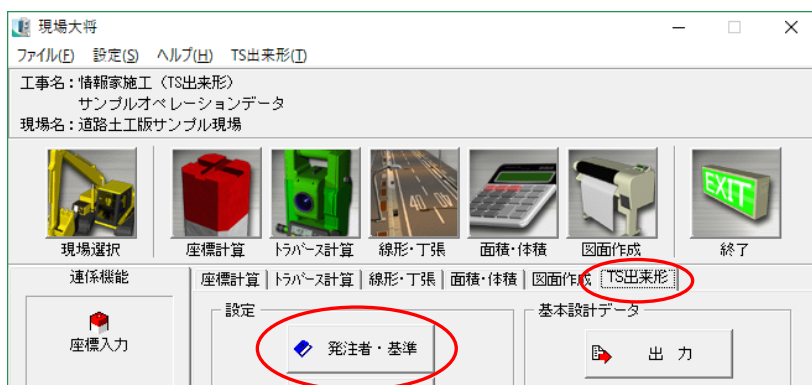 現場大将
ファイル(F) 設定(S) ヘルプ(H) TS出来形(T)
工事名：情報家施工（TS出来形）
サンプルオペレーションデータ
現場名：道路土工版サンプル現場
EXIT
現場選択 座標計算 トラバース計算 線形・丁張 面積・体積 図面作成 終了
連係機能 座標計算 トラバース計算 線形・丁張 面積・体積 図面作成 TS出来形
設定 基本設計データ
座標入力 発注者・基準 出 力